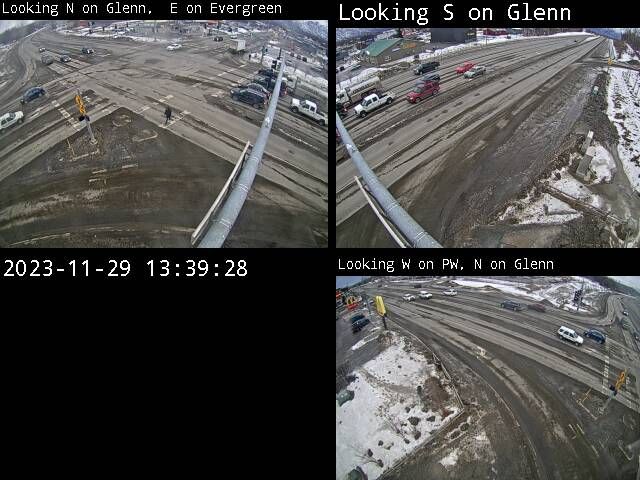 Looking N on Glenn,  E on Evergreen
Looking S on Glenn
2023-11-29 13:39:28
Looking W on PW, N on Glenn